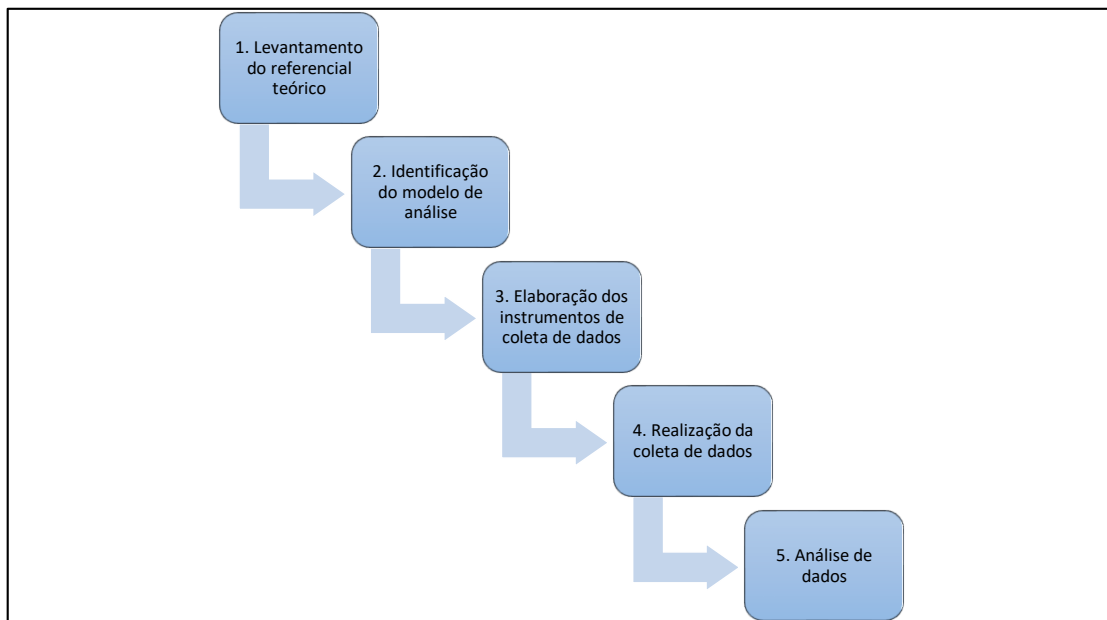 1. Levantamento
do referencial
teórico
2. Identificação
do modelo de
análise
3. Elaboração dos
instrumentos de
coleta de dados
4. Realização da
coleta de dados
5. Análise de
dados